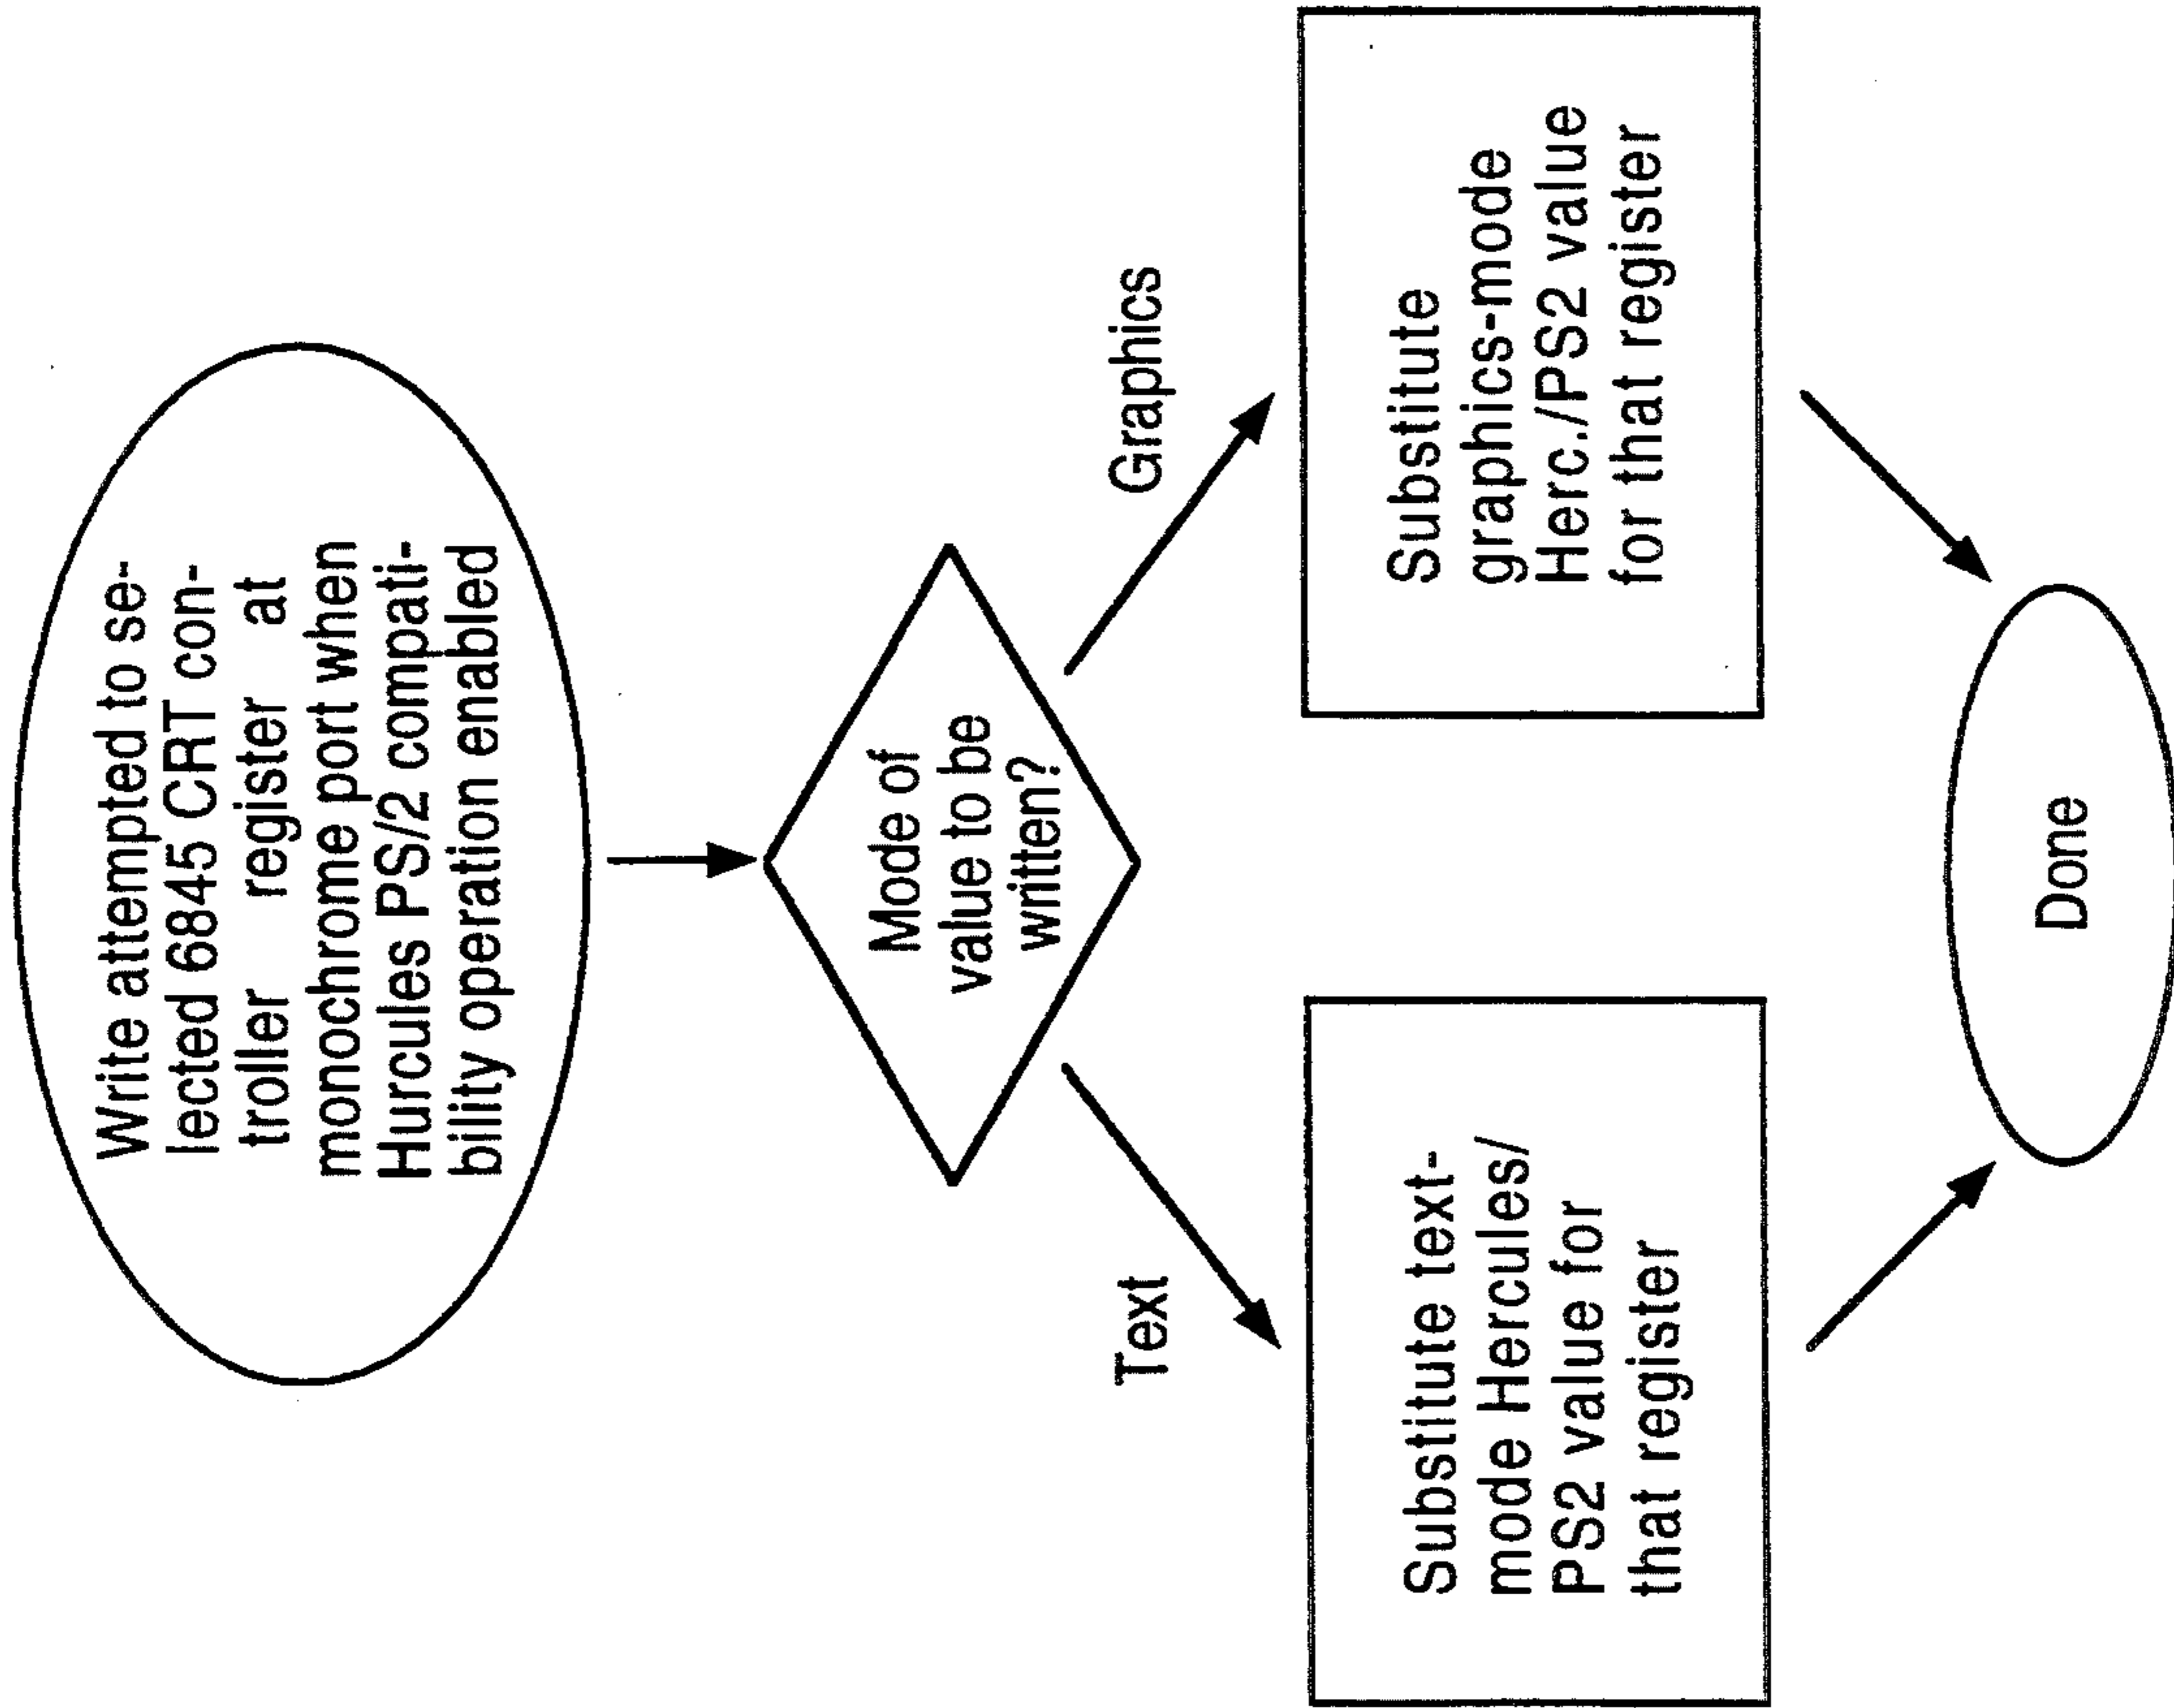 Write attempted to se-
lected 6845 CRT con-
troller register at
monochrome port when
Hurcules PS/2 compati-
bility operation enabled
Mode of
value to be
written?
Text
Graphics
Substitute text-
mode Hercules/
PS2 value for
that register
Substitute
graphics-mode
Herc./PS2 value
for that register
Done